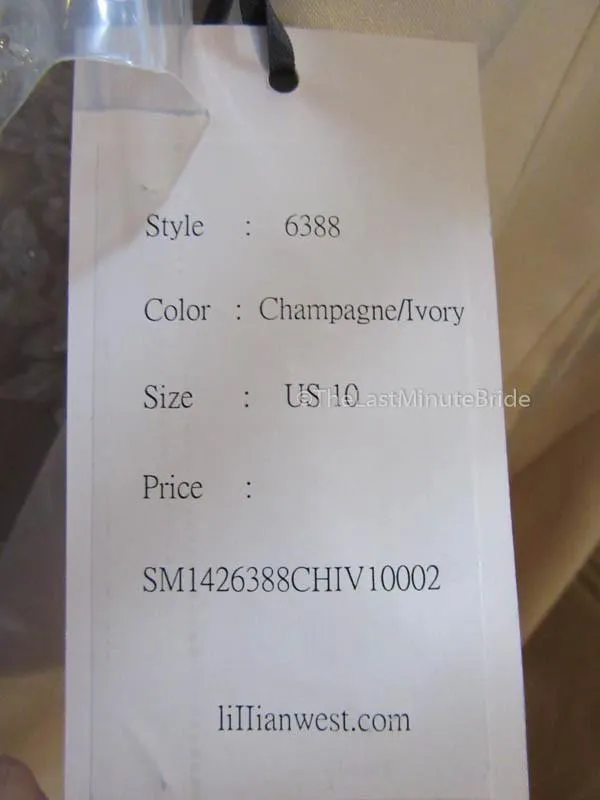 Style : 6388
Color : Champagne/Ivory
Size : US 10
©TheLastMinuteBride
Price :
SM1426388CHIV10002
lillianwest.com